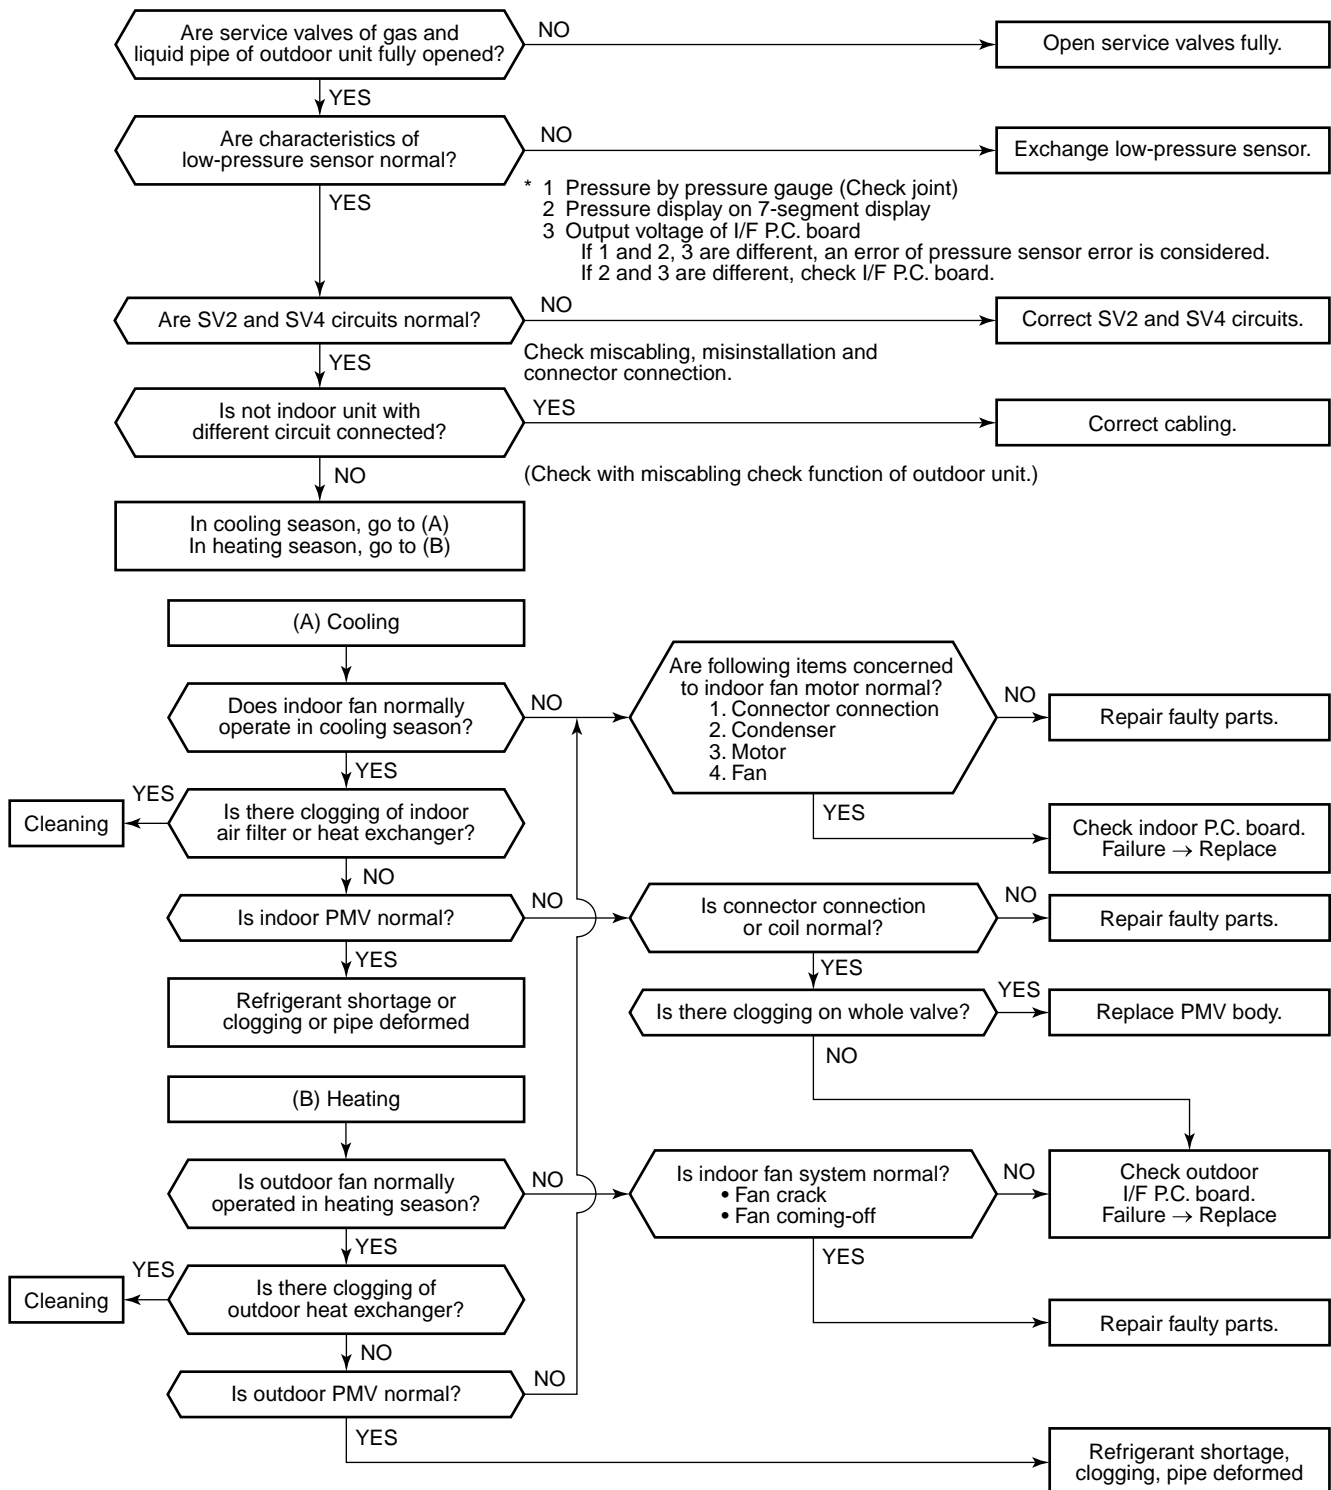 Are service valves of gas and
liquid pipe of outdoor unit fully opened?
NO
Open service valves fully.
YES
Are characteristics of
low-pressure sensor normal?
NO
Exchange low-pressure sensor.
YES
* 1 Pressure by pressure gauge (Check joint)
2 Pressure display on 7-segment display
3 Output voltage of I/F P.C. board
If 1 and 2, 3 are different, an error of pressure sensor error is considered.
If 2 and 3 are different, check I/F P.C. board.
Are SV2 and SV4 circuits normal?
NO
Correct SV2 and SV4 circuits.
YES
Check miscabling, misinstallation and
connector connection.
Is not indoor unit with
different circuit connected?
YES
Correct cabling.
NO
(Check with miscabling check function of outdoor unit.)
In cooling season, go to (A)
In heating season, go to (B)
(A) Cooling
Does indoor fan normally
operate in cooling season?
NO
Are following items concerned
to indoor fan motor normal?
1. Connector connection
2. Condenser
3. Motor
4. Fan
NO
Repair faulty parts.
YES
YES
Check indoor P.C. board.
Failure → Replace
Is there clogging of indoor
air filter or heat exchanger?
YES
Cleaning
NO
Is indoor PMV normal?
NO
Is connector connection
or coil normal?
NO
Repair faulty parts.
YES
YES
Refrigerant shortage or
clogging or pipe deformed
Is there clogging on whole valve?
YES
Replace PMV body.
NO
(B) Heating
Is outdoor fan normally
operated in heating season?
NO
Is indoor fan system normal?
• Fan crack
• Fan coming-off
NO
Check outdoor
I/F P.C. board.
Failure → Replace
YES
YES
Repair faulty parts.
Is there clogging of
outdoor heat exchanger?
YES
Cleaning
NO
Is outdoor PMV normal?
NO
YES
Refrigerant shortage,
clogging, pipe deformed